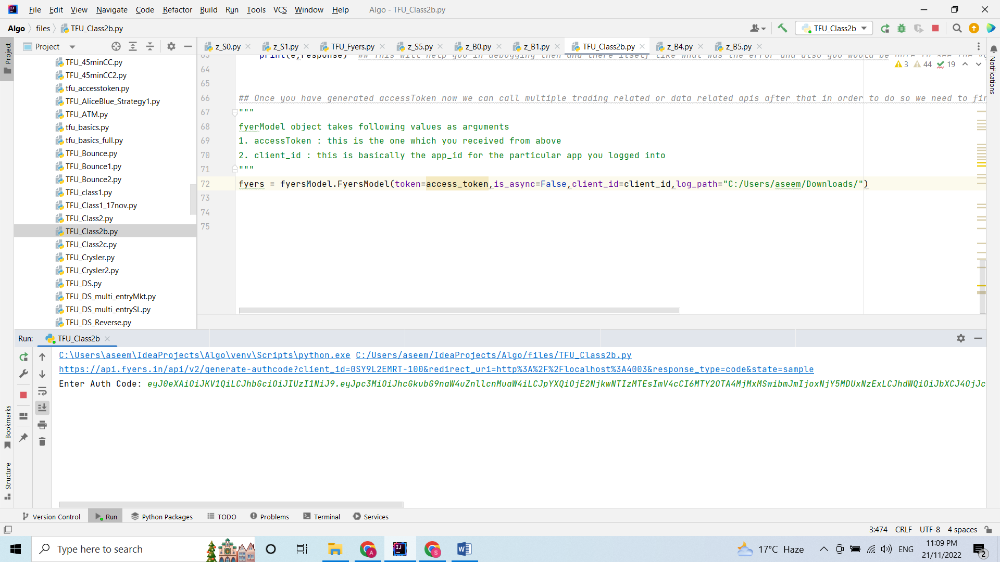 File Edit View Navigate Code Refactor Build Run Tools VCS Window Help Algo - TFU_Class2b.py
Algo files TFU_Class2b.py TFU_Class2b
Project
z_S0.py z_S1.py TFU_Fyers.py z_S5.py z_B0.py z_B1.py TFU_Class2b.py z_B4.py z_B5.py
Project
Notifications
Bookmarks
Structure
TFU_45minCC.py
TFU_45minCC2.py
tfu_accesstoken.py
TFU_AliceBlue_Strategy1.py
TFU_ATM.py
tfu_basics.py
tfu_basics_full.py
TFU_Bounce.py
TFU_Bounce1.py
TFU_Bounce2.py
TFU_class1.py
TFU_Class1_17nov.py
TFU_Class2.py
TFU_Class2b.py
TFU_Class2c.py
TFU_Crysler.py
TFU_Crysler2.py
TFU_DS.py
TFU_DS_multi_entryMkt.py
TFU_DS_multi_entrySL.py
TFU_DS_Reverse.py
3 44 19
print(e,response) ## This will help you in debugging then and there itself like what was the error and also you would be able to see the
64
65
66 ## Once you have generated accessToken now we can call multiple trading related or data related apis after that in order to do so we need to
67 """
68 fyerModel object takes following values as arguments
69 1. accessToken : this is the one which you received from above
70 2. client_id : this is basically the app_id for the particular app you logged into
71 """
72 fyers = fyersModel.FyersModel(token=access_token,is_async=False,client_id=client_id,log_path="C:/Users/aseem/Downloads/")
73
74
75
Run: TFU_Class2b
C:\Users\aseem\IdeaProjects\Algo\venv\Scripts\python.exe C:/Users/aseem/IdeaProjects/Algo/files/TFU_Class2b.py
https://api.fyers.in/api/v2/generate-authcode?client_id=0SY9L2EMRT-100&redirect_uri=http%3A%2F%2Flocalhost%3A4003&response_type=code&state=sample
Enter Auth Code:
Version Control Run Python Packages TODO Problems Terminal Services
3:474 CRLF UTF-8 4 spaces
Type here to search
17°C Haze ENG 11:09 PM
21/11/2022 2